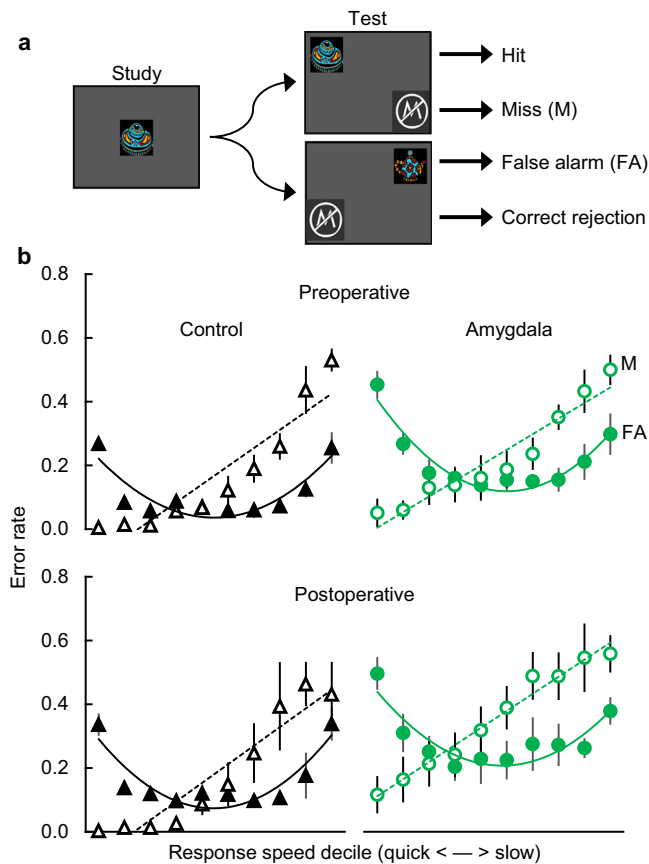 a
Study
Test
Hit
Miss (M)
False alarm (FA)
Correct rejection
b
Preoperative
Control
Amygdala
0.8
0.6
0.4
0.2
0.0
M
FA
Error rate
Postoperative
0.8
0.6
0.4
0.2
0.0
Response speed decile (quick < — > slow)